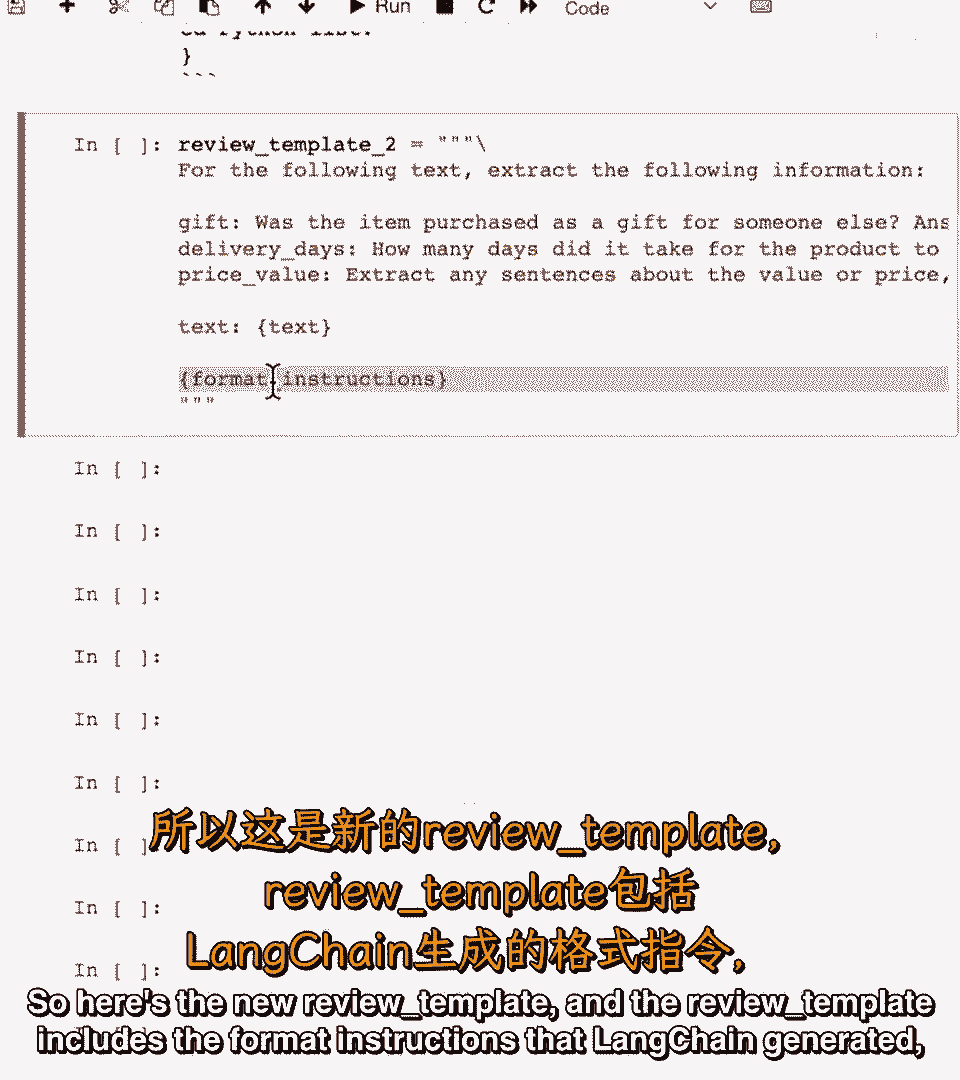 Run Code
}
```
In [ ]: review_template_2 = """\
For the following text, extract the following information:
gift: Was the item purchased as a gift for someone else? Ans
delivery_days: How many days did it take for the product to
price_value: Extract any sentences about the value or price,
text: {text}
{format_instructions}
"""
In [ ]:
In [ ]:
In [ ]:
In [ ]:
In [ ]:
In [ ]:
In [ ]:
In [ ]:
In [ ]:
所以这是新的review_template,
review_template包括
LangChain生成的格式指令,
So here's the new review_template, and the review_template
includes the format instructions that LangChain generated,